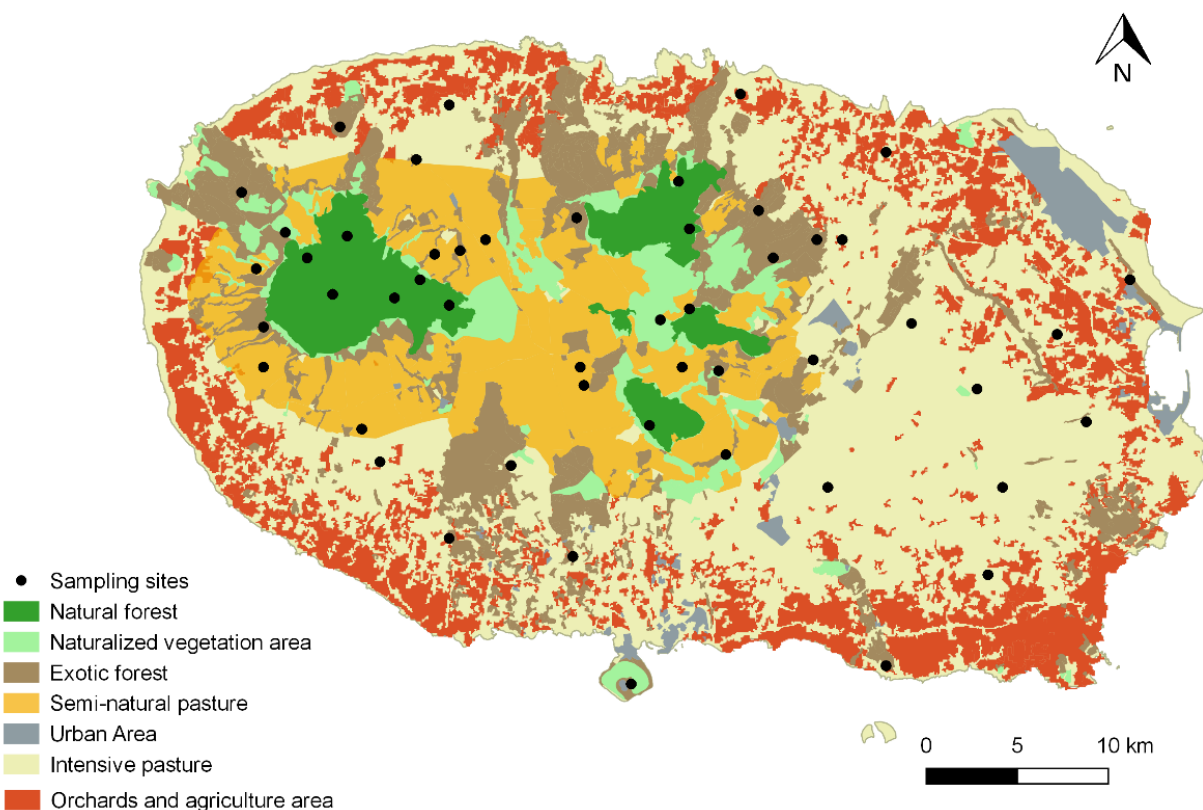 N
Sampling sites
Natural forest
Naturalized vegetation area
Exotic forest
Semi-natural pasture
Urban Area
Intensive pasture
Orchards and agriculture area
0 5 10 km